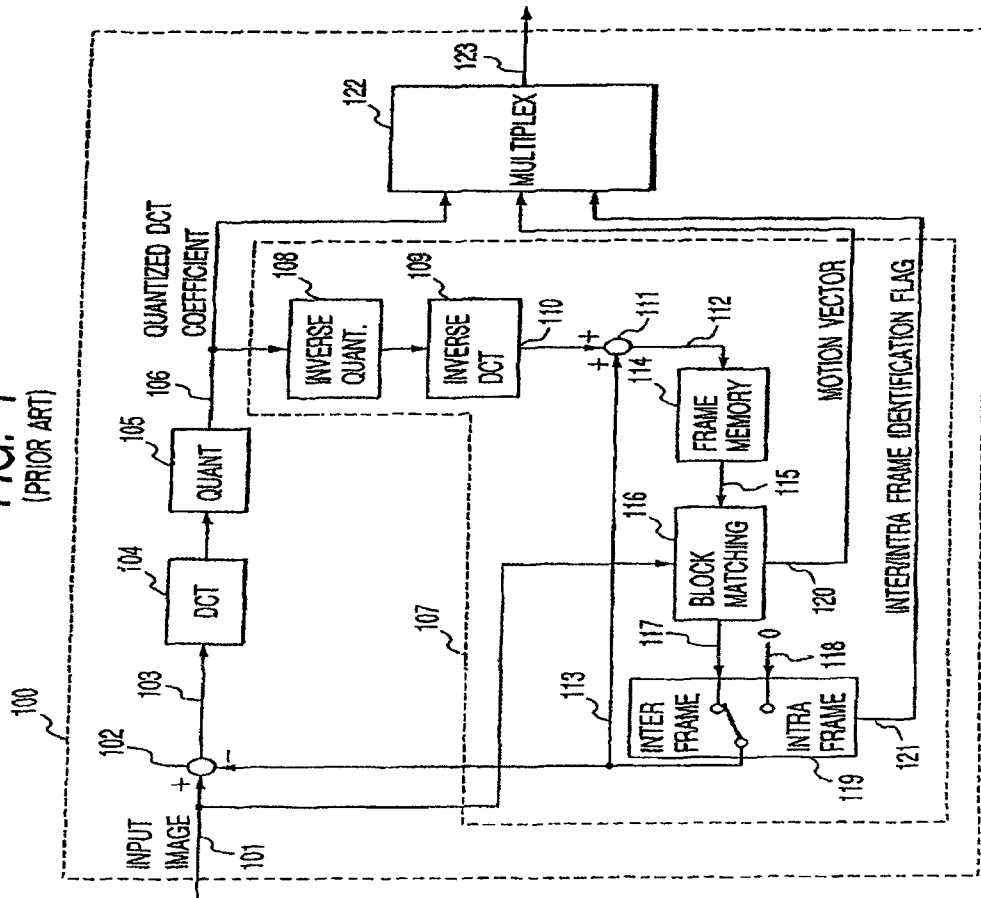 FIG. 1
(PRIOR ART)
100
INPUT
IMAGE
101
+
-
102
103
104
DCT
105
QUANT
106
QUANTIZED DCT
COEFFICIENT
107
108
INVERSE
QUANT.
109
INVERSE
DCT
110
+
+
111
112
113
114
FRAME
MEMORY
115
116
BLOCK
MATCHING
117
0
118
INTER
FRAME
INTRA
FRAME
119
120
MOTION VECTOR
121
INTER/INTRA FRAME IDENTIFICATION FLAG
122
MULTIPLEX
123